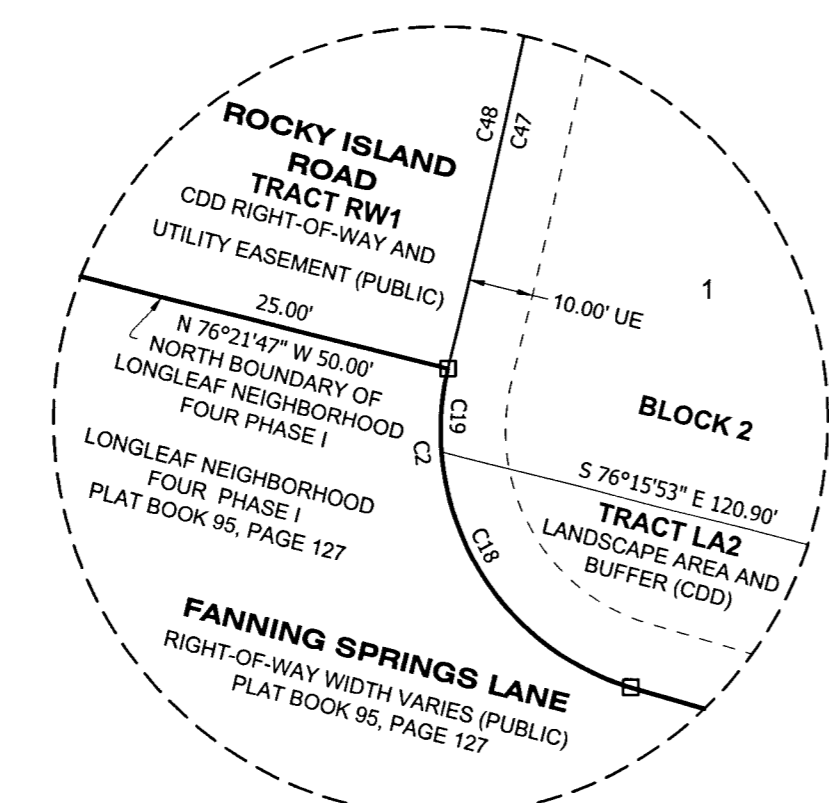 C48
C47
ROCKY ISLAND
ROAD
TRACT RW1
CDD RIGHT-OF-WAY AND
UTILITY EASEMENT (PUBLIC)
25.00'
N 76°21'47" W 50.00'
NORTH BOUNDARY OF
LONGLEAF NEIGHBORHOOD
FOUR PHASE I
LONGLEAF NEIGHBORHOOD
FOUR PHASE I
PLAT BOOK 95, PAGE 127
1
10.00' UE
BLOCK 2
C19
C2
C18
S 76°15'53" E 120.90'
TRACT LA2
LANDSCAPE AREA AND
BUFFER (CDD)
FANNING SPRINGS LANE
RIGHT-OF-WAY WIDTH VARIES (PUBLIC)
PLAT BOOK 95, PAGE 127